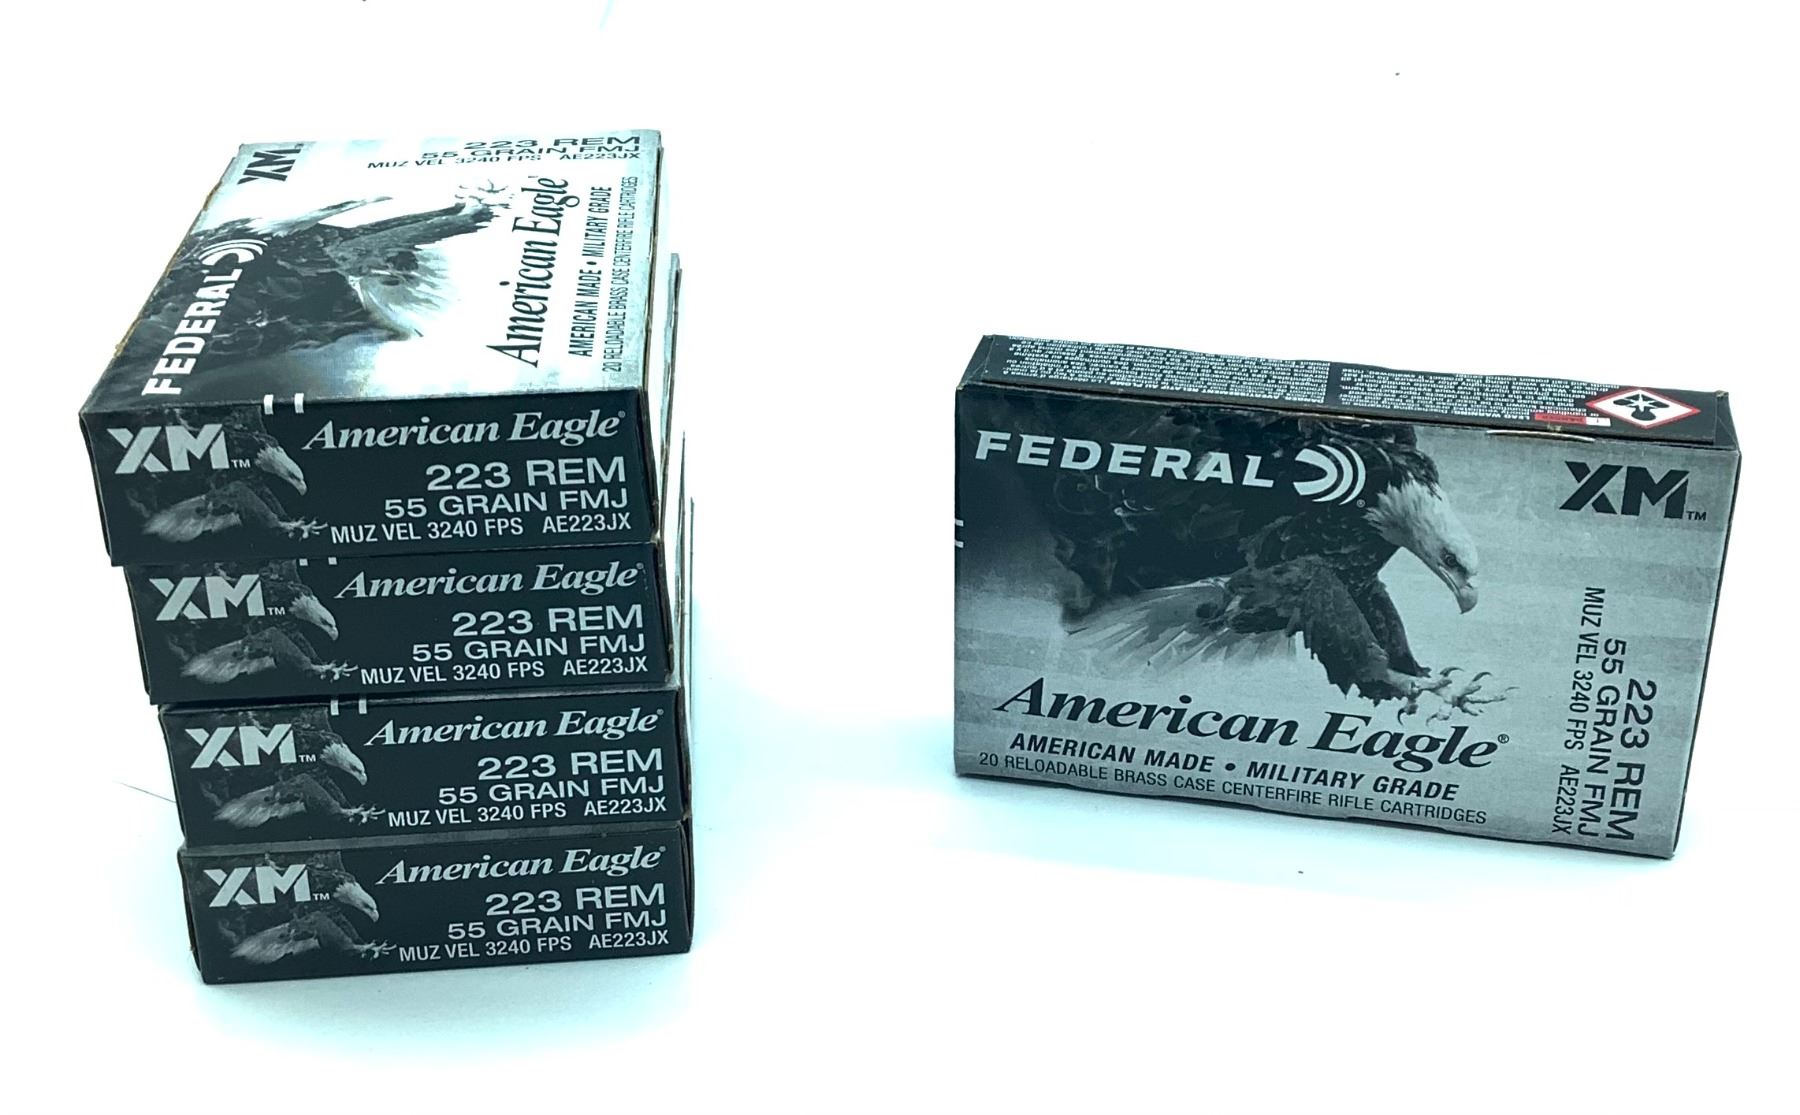 XM
223 REM
55 GRAIN FMJ
MUZ VEL 3240 FPS AE223JX
FEDERAL
American Eagle
AMERICAN MADE • MILITARY GRADE
20 RELOADABLE BRASS CASE CENTERFIRE RIFLE CARTRIDGES
XM™
American Eagle®
223 REM
55 GRAIN FMJ
MUZ VEL 3240 FPS AE223JX
XM™
American Eagle®
223 REM
55 GRAIN FMJ
MUZ VEL 3240 FPS AE223JX
XM™
American Eagle®
223 REM
55 GRAIN FMJ
MUZ VEL 3240 FPS AE223JX
XM™
American Eagle®
223 REM
55 GRAIN FMJ
MUZ VEL 3240 FPS AE223JX
FEDERAL®
XM™
223 REM
55 GRAIN FMJ
MUZ VEL 3240 FPS AE223JX
American Eagle®
AMERICAN MADE • MILITARY GRADE
20 RELOADABLE BRASS CASE CENTERFIRE RIFLE CARTRIDGES